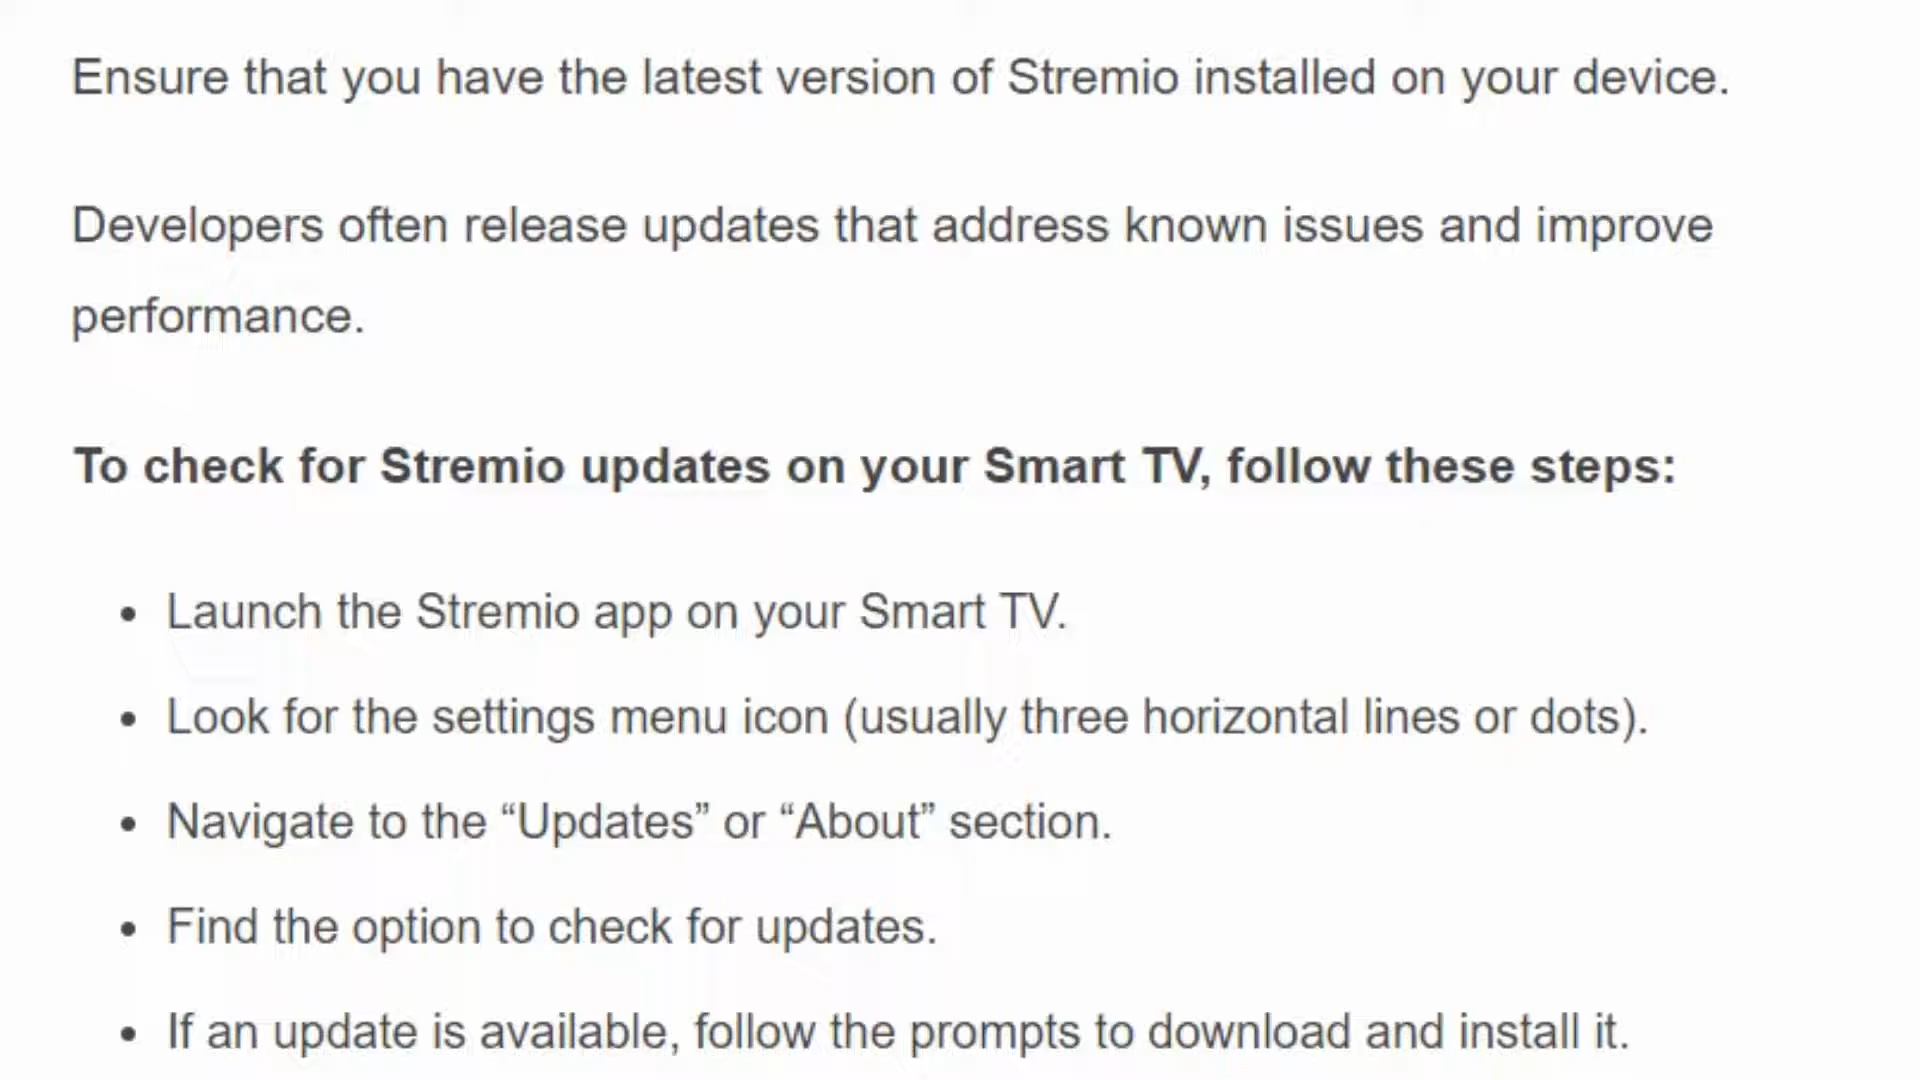 Ensure that you have the latest version of Stremio installed on your device.
Developers often release updates that address known issues and improve
performance.
To check for Stremio updates on your Smart TV, follow these steps:
• Launch the Stremio app on your Smart TV.
• Look for the settings menu icon (usually three horizontal lines or dots).
• Navigate to the “Updates” or “About” section.
• Find the option to check for updates.
• If an update is available, follow the prompts to download and install it.